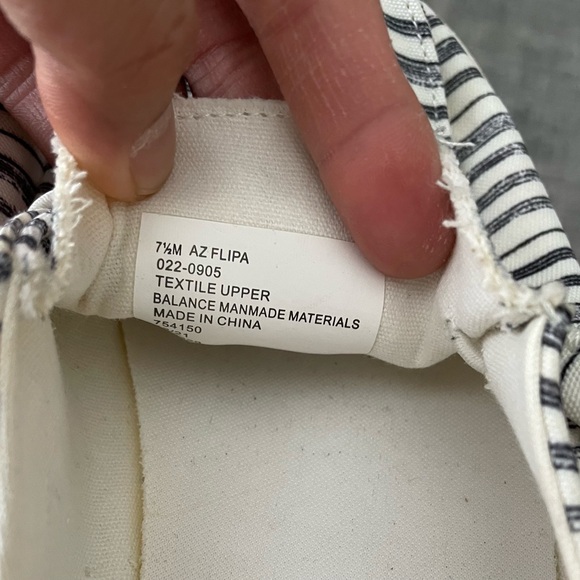 7½M AZ FLIPA
022-0905
TEXTILE UPPER
BALANCE MANMADE MATERIALS
MADE IN CHINA
754150